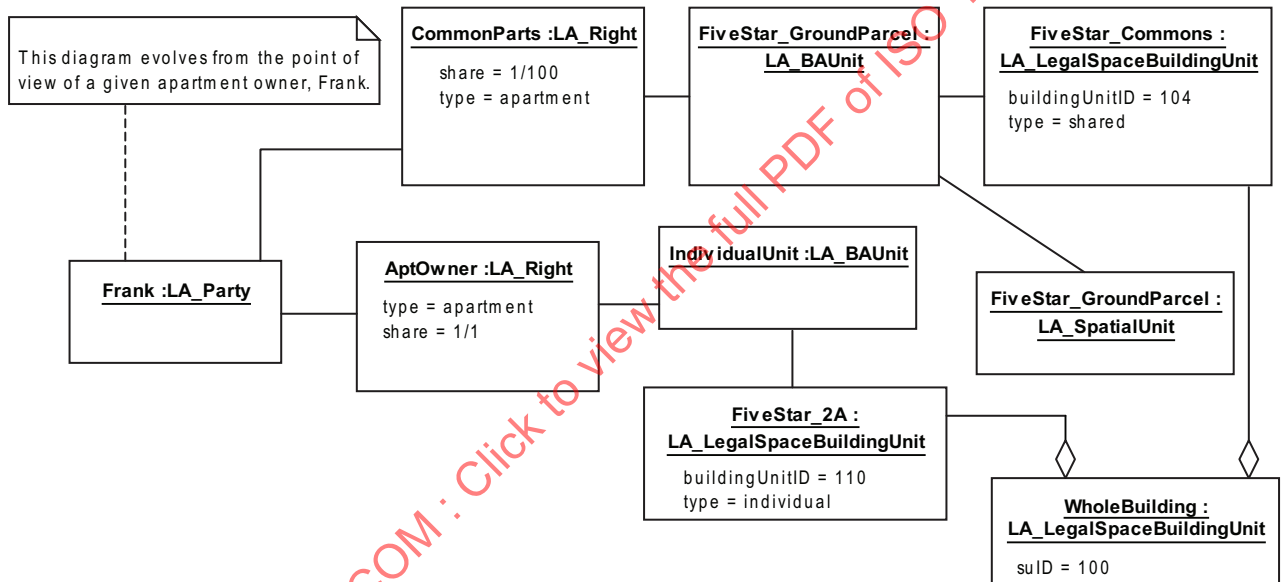 This diagram evolves from the point of
view of a given apartment owner, Frank.
CommonParts :LA_Right
share = 1/100
type = apartment
FiveStar_GroundParcel :
LA_BAUnit
FiveStar_Commons :
LA_LegalSpaceBuildingUnit
buildingUnitID = 104
type = shared
Frank :LA_Party
AptOwner :LA_Right
type = apartment
share = 1/1
IndividualUnit :LA_BAUnit
FiveStar_GroundParcel :
LA_SpatialUnit
FiveStar_2A :
LA_LegalSpaceBuildingUnit
buildingUnitID = 110
type = individual
WholeBuilding :
LA_LegalSpaceBuildingUnit
suID = 100
COM : Click to view the full PDF of ISO